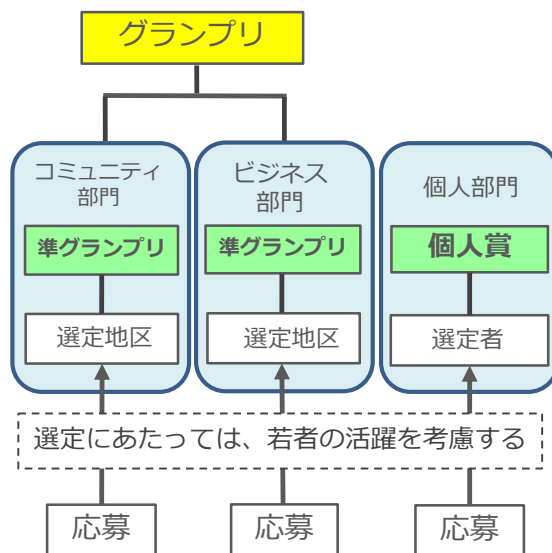 グランプリ
コミュニティ
部門
準グランプリ
選定地区
ビジネス
部門
準グランプリ
選定地区
個人部門
個人賞
選定者
選定にあたっては、若者の活躍を考慮する
応募
応募
応募